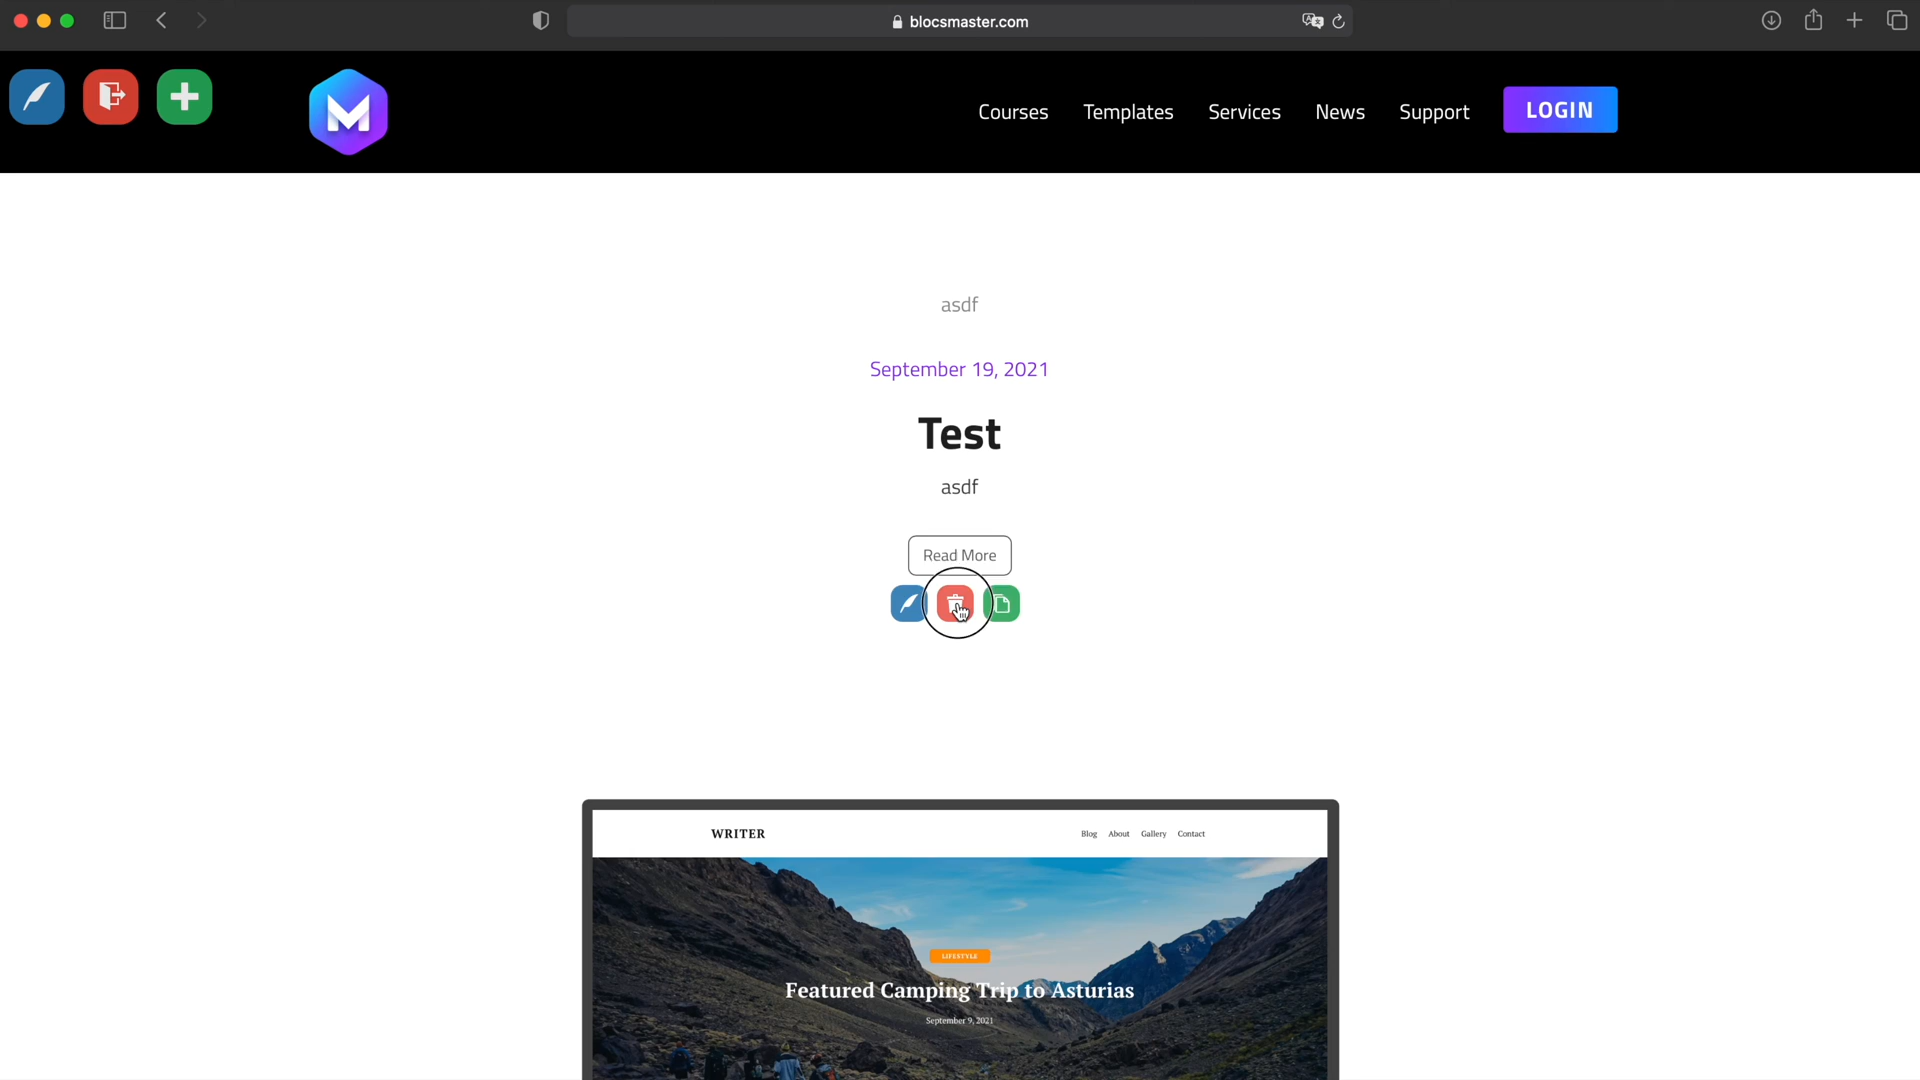 blocsmaster.com
Courses Templates Services News Support LOGIN
asdf
September 19, 2021
Test
asdf
Read More
WRITER
Blog About Gallery Contact
LIFESTYLE
Featured Camping Trip to Asturias
September 9, 2021